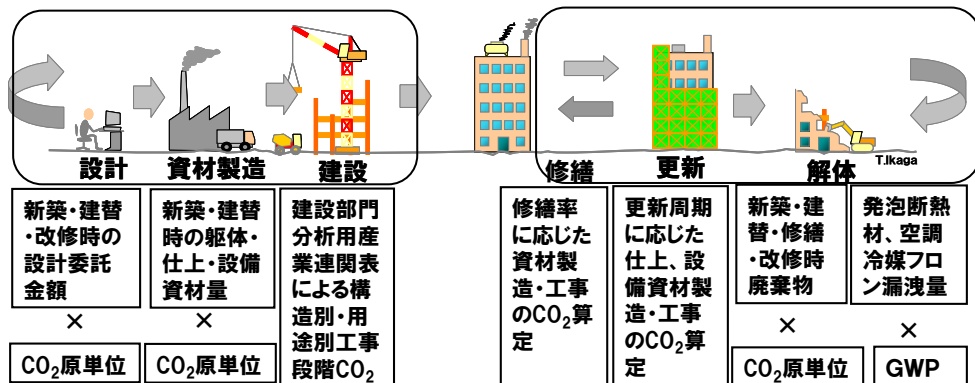 設計
資材製造
建設
修繕
更新
解体
T.Ikaga
新築・建替
・改修時の
設計委託
金額
×
CO₂原単位
新築・建替
時の躯体・
仕上・設備
資材量
×
CO₂原単位
建設部門
分析用産
業連関表
による構
造別・用
途別工事
段階CO₂
修繕率
に応じた
資材製
造・工事
のCO₂算
定
更新周期
に応じた
仕上、設
備資材製
造・工事
のCO₂算
定
新築・建
替・修繕
・改修時
廃棄物
×
CO₂原単位
発泡断熱
材、空調
冷媒フロ
ン漏洩量
×
GWP